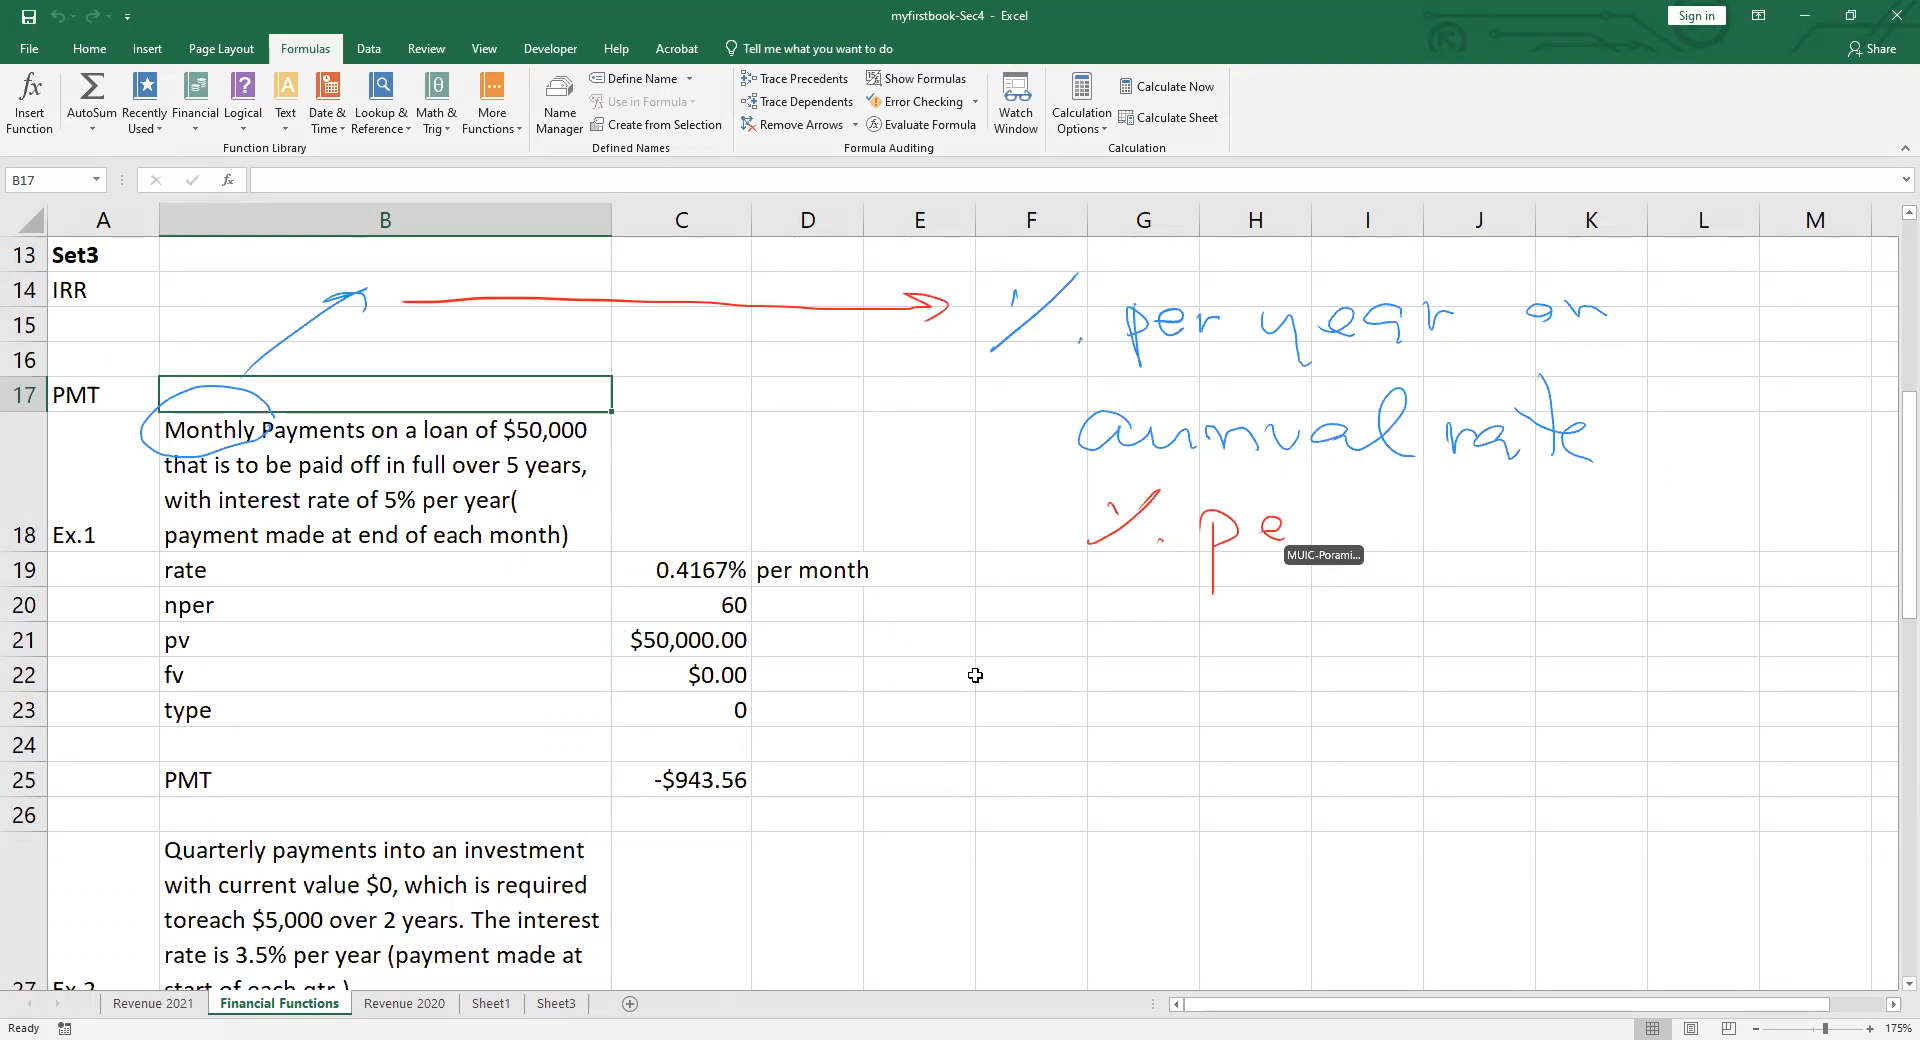 myfirstbook-Sec4 - Excel
Sign in
File Home Insert Page Layout Formulas Data Review View Developer Help Acrobat Tell me what you want to do
Share
fx Insert Function
Σ AutoSum
Recently Used
Financial
Logical
Text
Date & Time
Lookup & Reference
Math & Trig
More Functions
Function Library
Name Manager
Define Name
Use in Formula
Create from Selection
Defined Names
Trace Precedents
Trace Dependents
Remove Arrows
Show Formulas
Error Checking
Evaluate Formula
Formula Auditing
Watch Window
Calculation Options
Calculate Now
Calculate Sheet
Calculation
B17 fx
A B C D E F G H I J K L M
13 Set3
14 IRR
% per year or
15
16
17 PMT
Monthly Payments on a loan of $50,000
annual rate
that is to be paid off in full over 5 years,
with interest rate of 5% per year(
% pe
18 Ex.1 payment made at end of each month)
MUIC-Porami...
19 rate 0.4167% per month
20 nper 60
21 pv $50,000.00
22 fv $0.00
23 type 0
24
25 PMT -$943.56
26
Quarterly payments into an investment
with current value $0, which is required
toreach $5,000 over 2 years. The interest
rate is 3.5% per year (payment made at
27 Ex.2 start of each qtr.)
Revenue 2021 Financial Functions Revenue 2020 Sheet1 Sheet3
Ready
175%